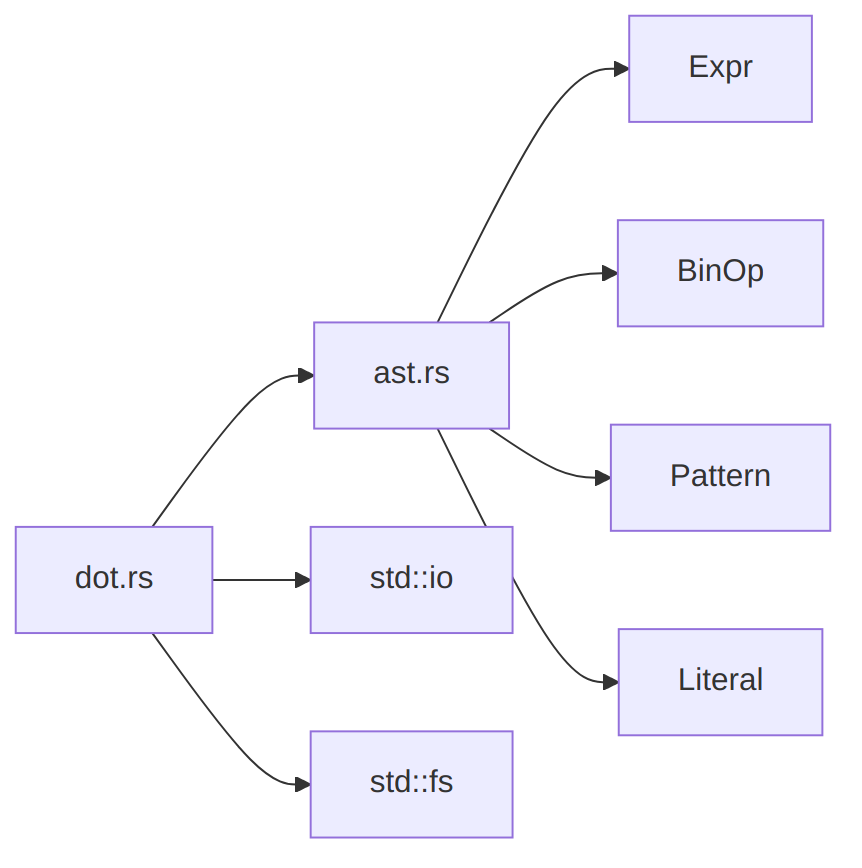 Expr
BinOp
ast.rs
Pattern
dot.rs
std::io
Literal
std::fs